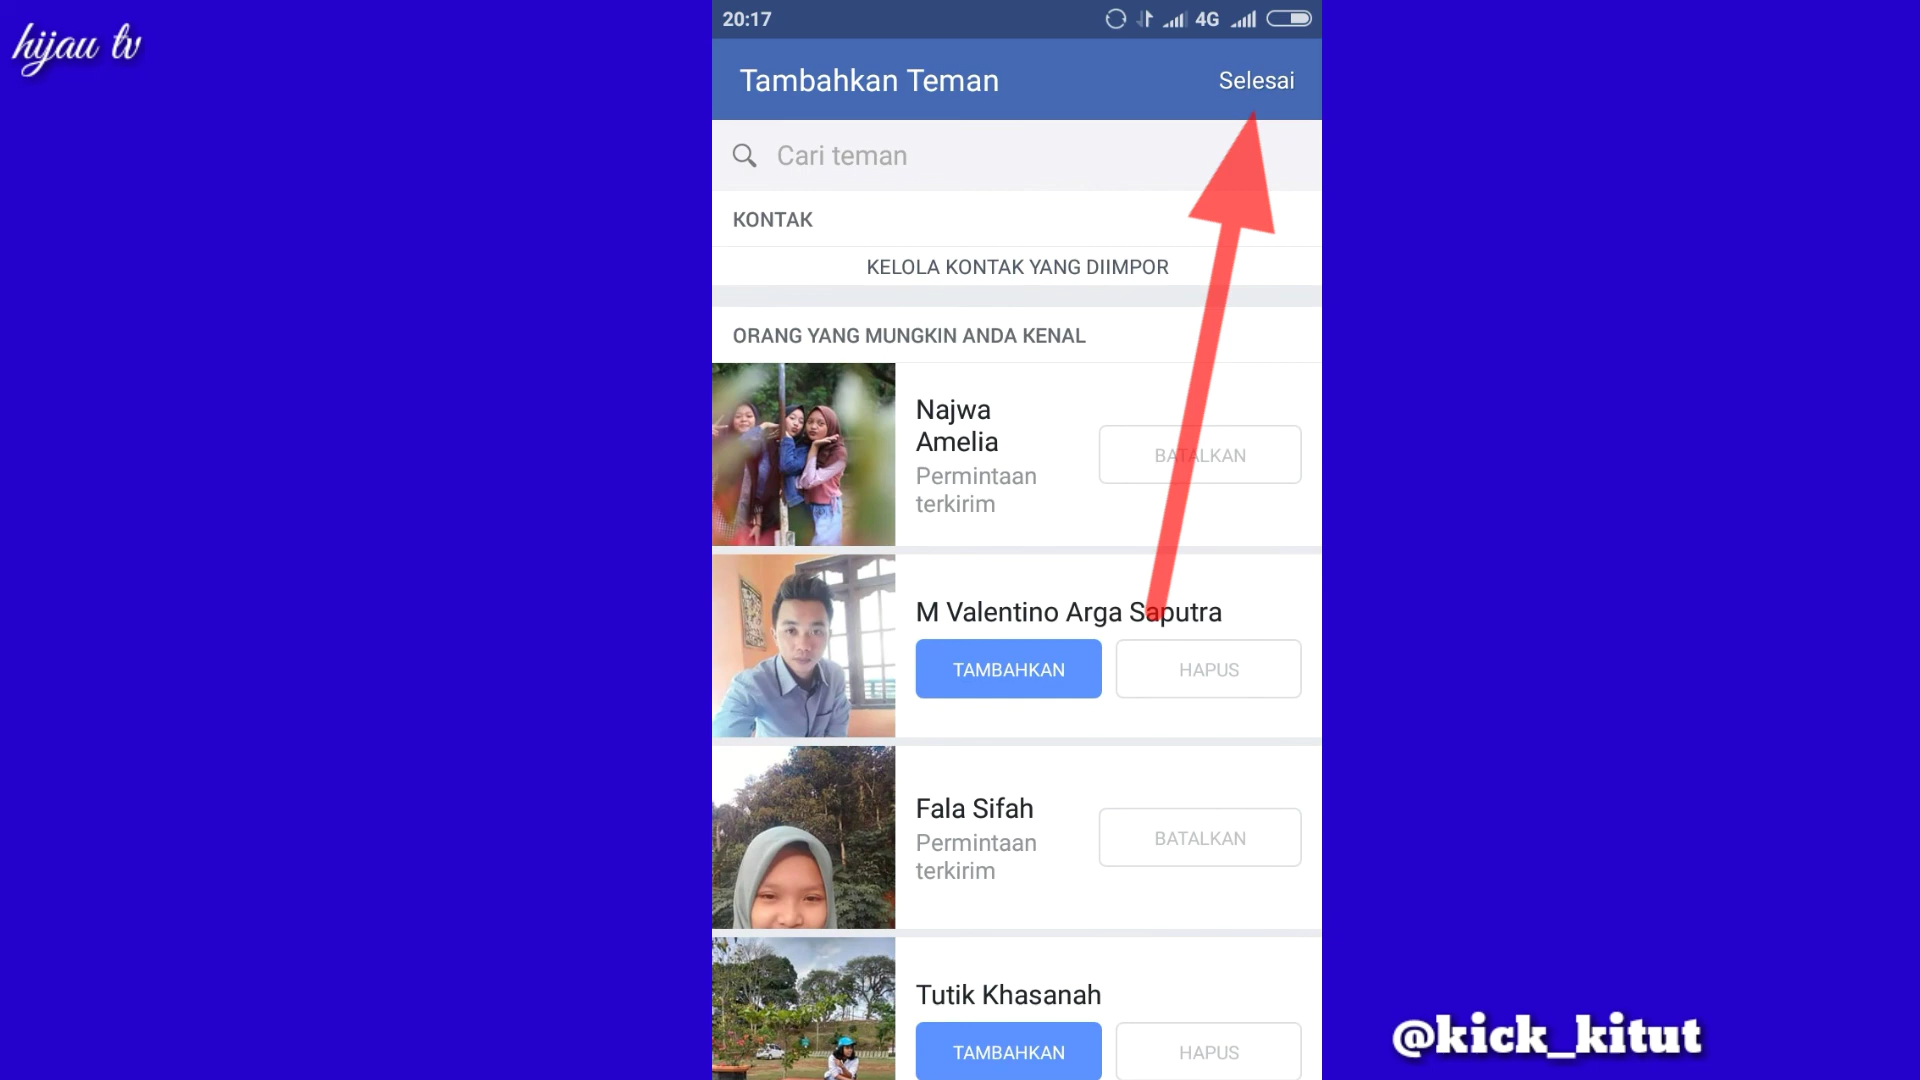 hijau tv
20:17
4G
Tambahkan Teman
Selesai
Cari teman
KONTAK
KELOLA KONTAK YANG DIIMPOR
ORANG YANG MUNGKIN ANDA KENAL
Najwa
Amelia
Permintaan
terkirim
BATALKAN
M Valentino Arga Saputra
TAMBAHKAN
HAPUS
Fala Sifah
Permintaan
terkirim
BATALKAN
Tutik Khasanah
TAMBAHKAN
HAPUS
@kick_kitut